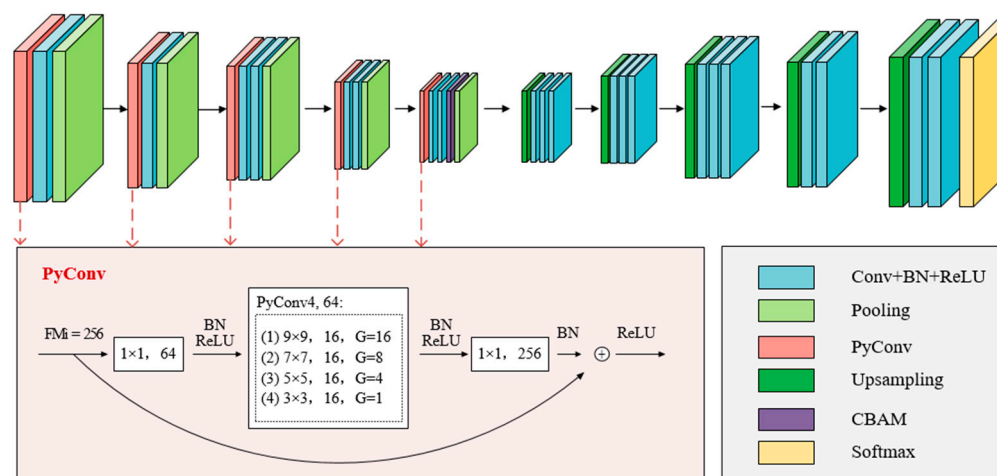 PyConv
FMi = 256
1×1, 64
BN
ReLU
PyConv4, 64:
(1) 9×9, 16, G=16
(2) 7×7, 16, G=8
(3) 5×5, 16, G=4
(4) 3×3, 16, G=1
BN
ReLU
1×1, 256
BN
ReLU
Conv+BN+ReLU
Pooling
PyConv
Upsampling
CBAM
Softmax